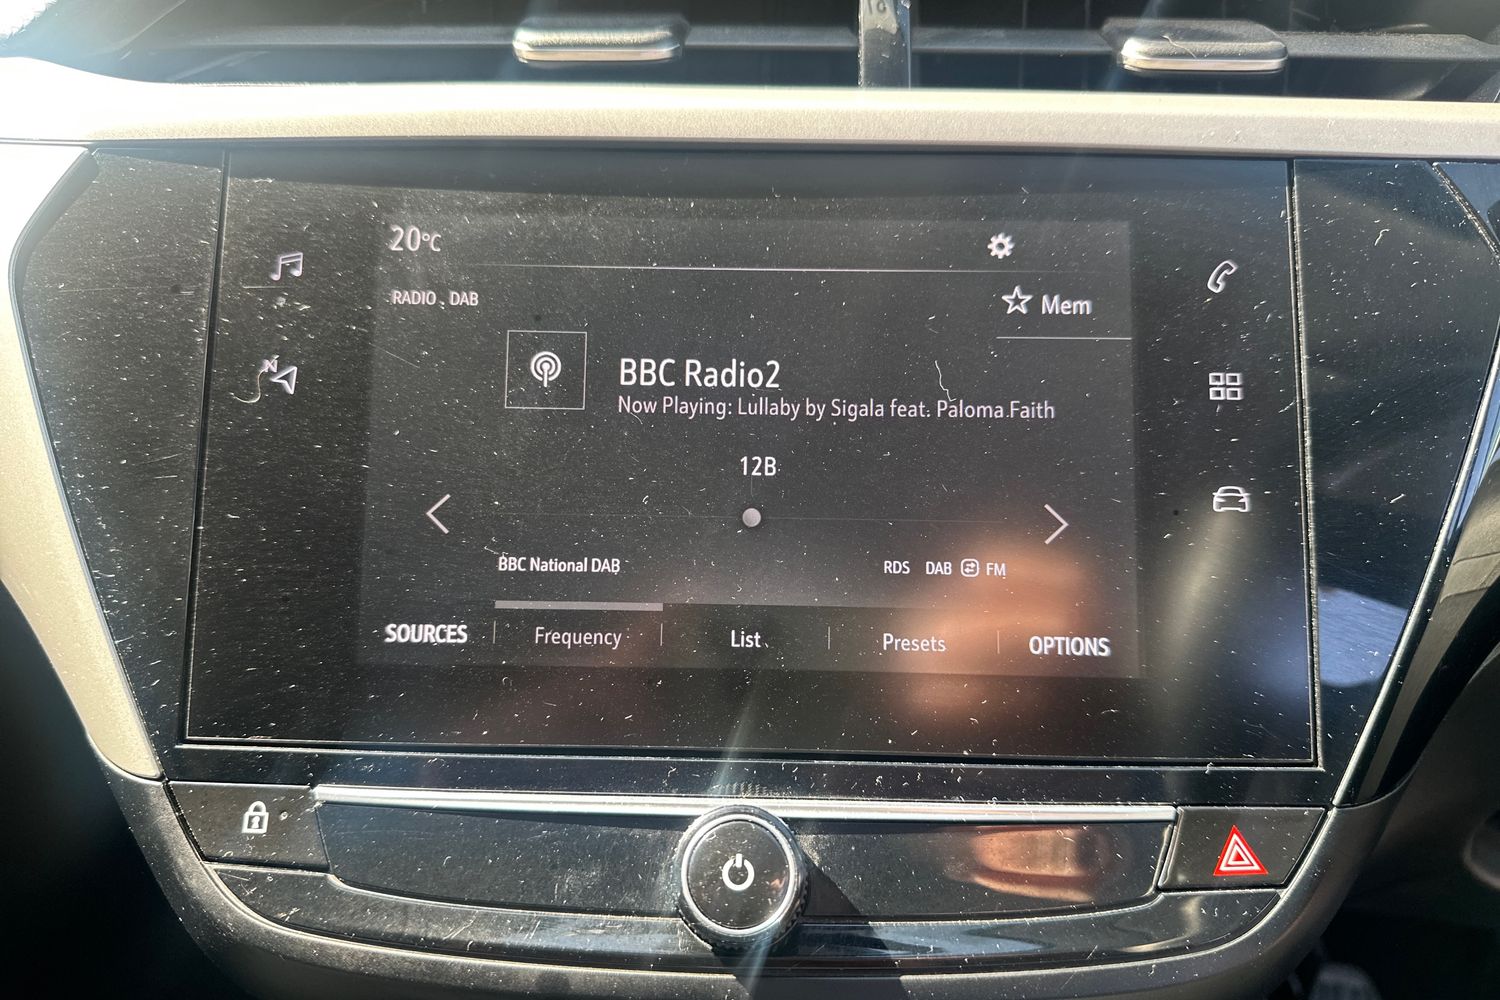 20°C
RADIO . DAB
Mem
BBC Radio2
Now Playing: Lullaby by Sigala feat. Paloma Faith
12B
BBC National DAB
RDS DAB FM
SOURCES Frequency List Presets OPTIONS